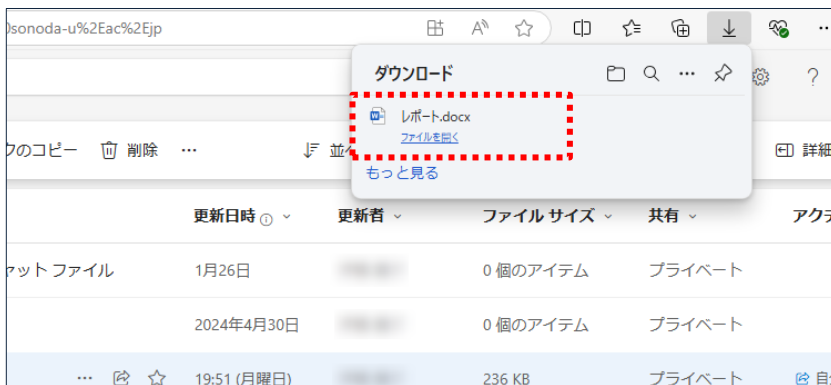 0sonoda-u%2Eac%2Ejp
ダウンロード
レポート.docx
ファイルを開く
もっと見る
クのコピー 削除 ... 並べ 詳細
更新日時 更新者 ファイル サイズ 共有 アクテ
ャット ファイル 1月26日 0 個のアイテム プライベート
2024年4月30日 0 個のアイテム プライベート
19:51 (月曜日) 236 KB プライベート 自